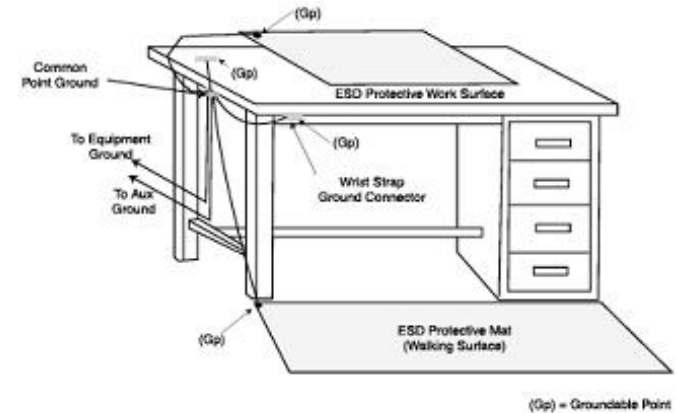 (Gp)
Common
Point Ground
(Gp)
ESD Protective Work Surface
To Equipment
Ground
(Gp)
To Aux
Ground
Wrist Strap
Ground Connector
(Gp)
ESD Protective Mat
(Walking Surface)
(Gp) = Groundable Point